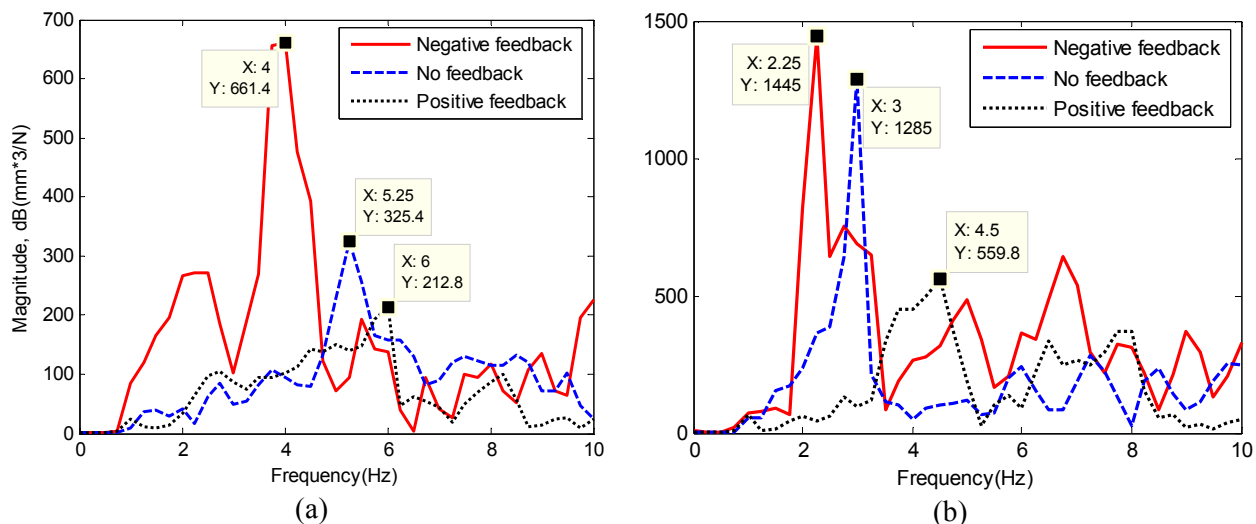 700
600
500
400
300
200
100
0
Magnitude, dB(mm*3/N)
0 2 4 6 8 10
Frequency(Hz)
(a)
Negative feedback
No feedback
Positive feedback
X: 4
Y: 661.4
X: 5.25
Y: 325.4
X: 6
Y: 212.8
1500
1000
500
0
0 2 4 6 8 10
Frequency(Hz)
(b)
Negative feedback
No feedback
Positive feedback
X: 2.25
Y: 1445
X: 3
Y: 1285
X: 4.5
Y: 559.8